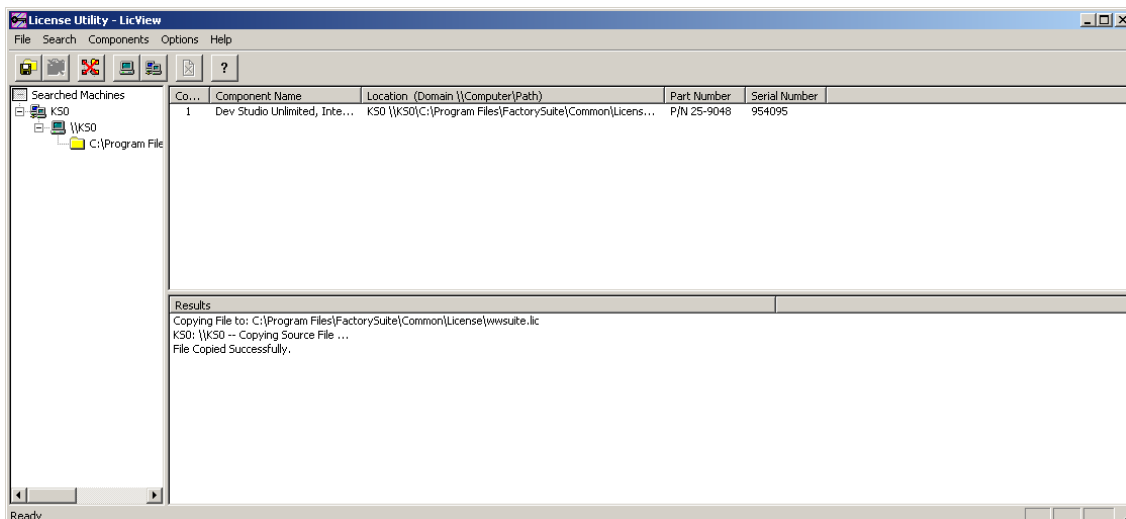 License Utility - LicView
File Search Components Options Help
Searched Machines
KS0
\\KS0
C:\Program File
Co... Component Name Location (Domain \\Computer\Path) Part Number Serial Number
1 Dev Studio Unlimited, Inte... KS0 \\KS0\C:\Program Files\FactorySuite\Common\Licens... P/N 25-9048 954095
Results
Copying File to: C:\Program Files\FactorySuite\Common\License\wwsuite.lic
KS0: \\KS0 -- Copying Source File ...
File Copied Successfully.
Ready